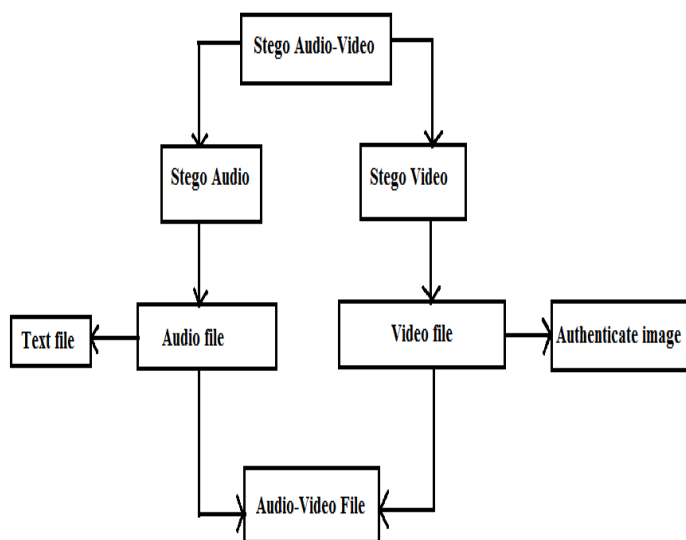 Stego Audio-Video
Stego Audio
Stego Video
Text file
Audio file
Video file
Authenticate image
Audio-Video File